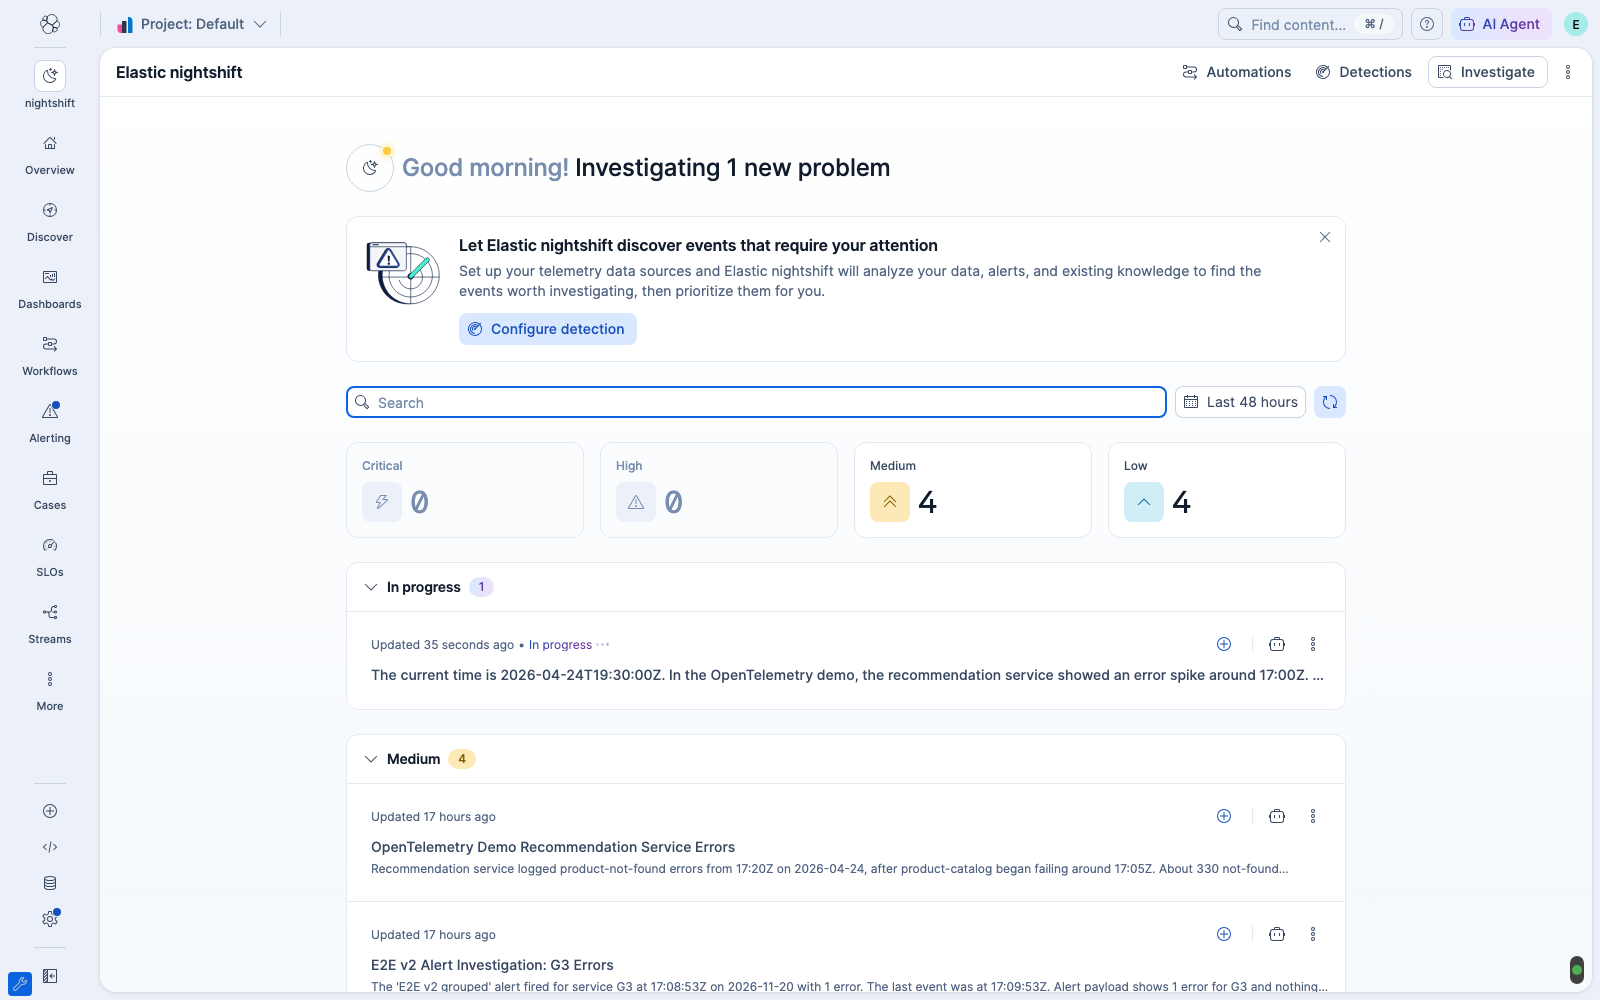 Project: Default
Find content...
⌘ /
AI Agent
E
nightshift
Overview
Discover
Dashboards
Workflows
Alerting
Cases
SLOs
Streams
More
Elastic nightshift
Automations
Detections
Investigate
Good morning! Investigating 1 new problem
Let Elastic nightshift discover events that require your attention
Set up your telemetry data sources and Elastic nightshift will analyze your data, alerts, and existing knowledge to find the
events worth investigating, then prioritize them for you.
Configure detection
Search
Last 48 hours
Critical
0
High
0
Medium
4
Low
4
In progress 1
Updated 35 seconds ago • In progress
The current time is 2026-04-24T19:30:00Z. In the OpenTelemetry demo, the recommendation service showed an error spike around 17:00Z. ...
Medium 4
Updated 17 hours ago
OpenTelemetry Demo Recommendation Service Errors
Recommendation service logged product-not-found errors from 17:20Z on 2026-04-24, after product-catalog began failing around 17:05Z. About 330 not-found...
Updated 17 hours ago
E2E v2 Alert Investigation: G3 Errors
The 'E2E v2 grouped' alert fired for service G3 at 17:08:53Z on 2026-11-20 with 1 error. The last event was at 17:09:53Z. Alert payload shows 1 error for G3 and nothing...